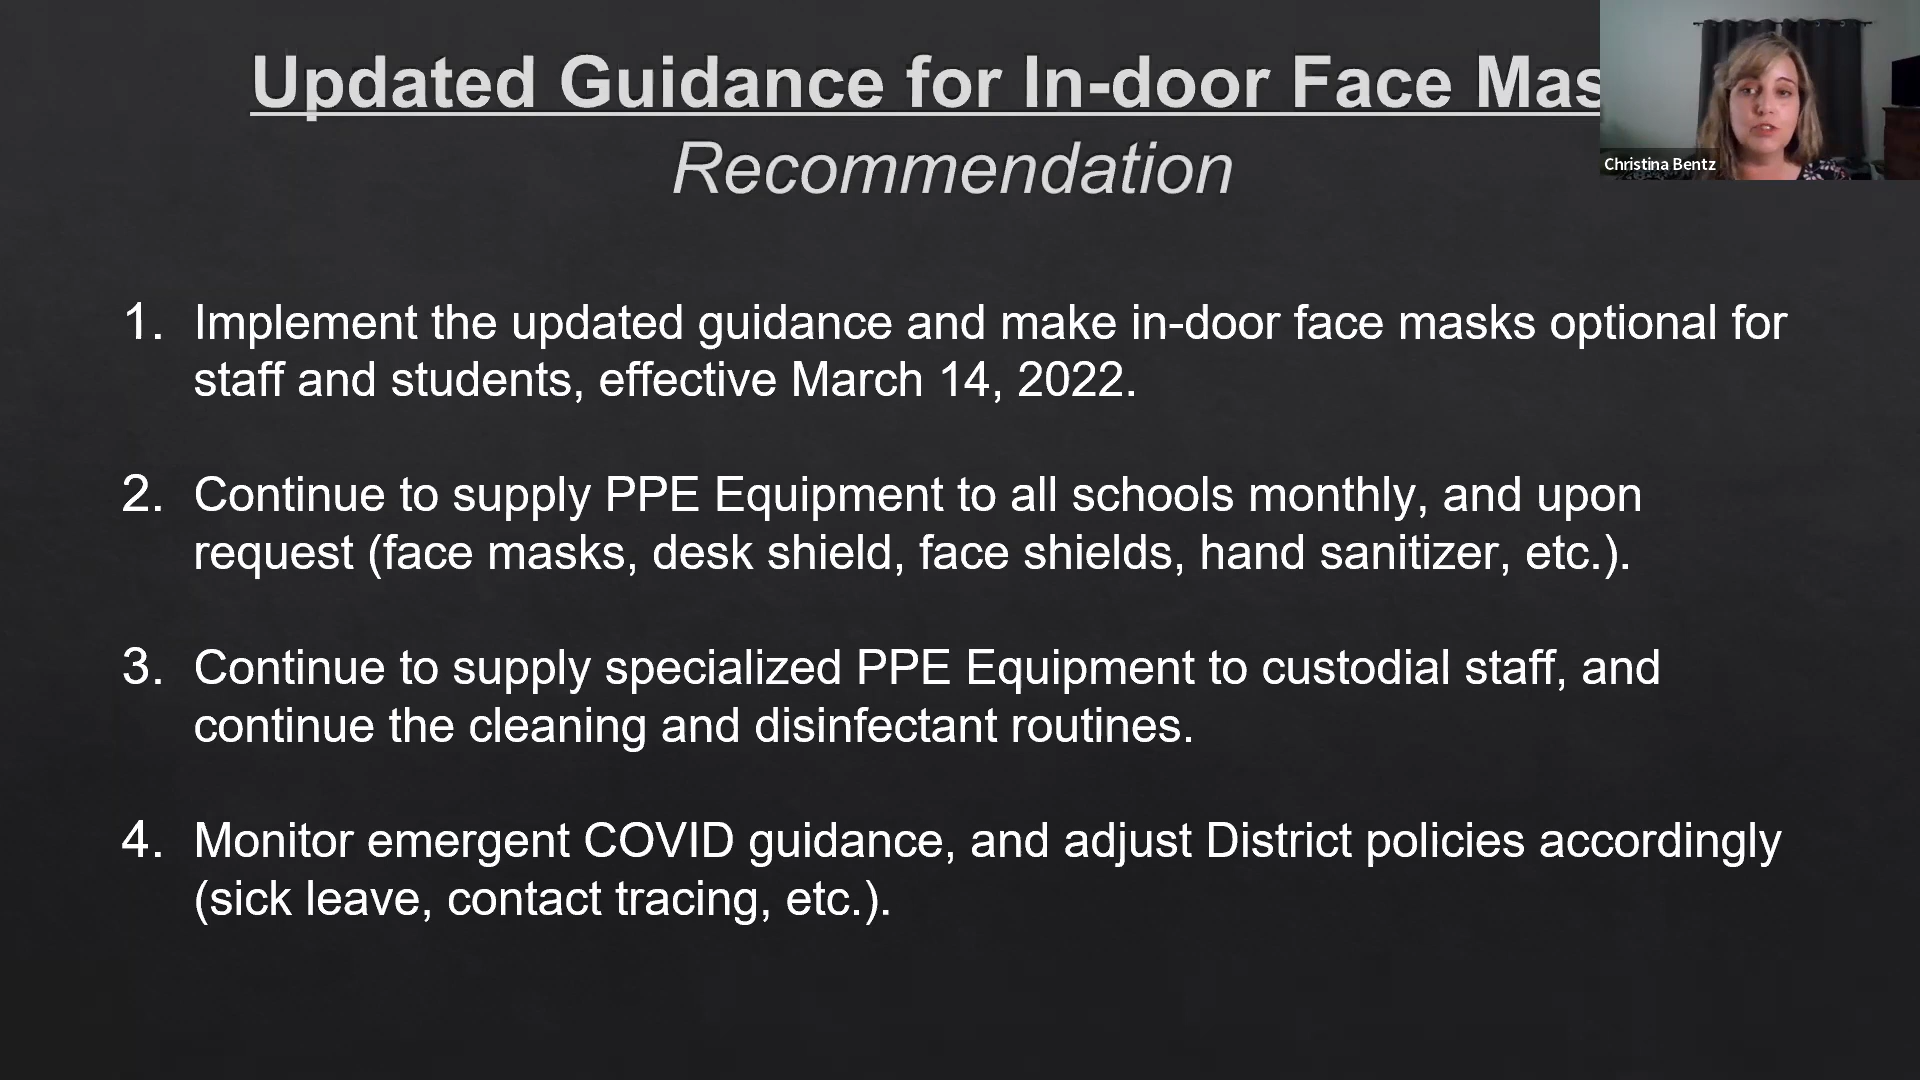 Updated Guidance for In-door Face
Recommendation
Christina Bentz
1. Implement the updated guidance and make in-door face masks optional for
staff and students, effective March 14, 2022.
2. Continue to supply PPE Equipment to all schools monthly, and upon
request (face masks, desk shield, face shields, hand sanitizer, etc.).
3. Continue to supply specialized PPE Equipment to custodial staff, and
continue the cleaning and disinfectant routines.
4. Monitor emergent COVID guidance, and adjust District policies accordingly
(sick leave, contact tracing, etc.).